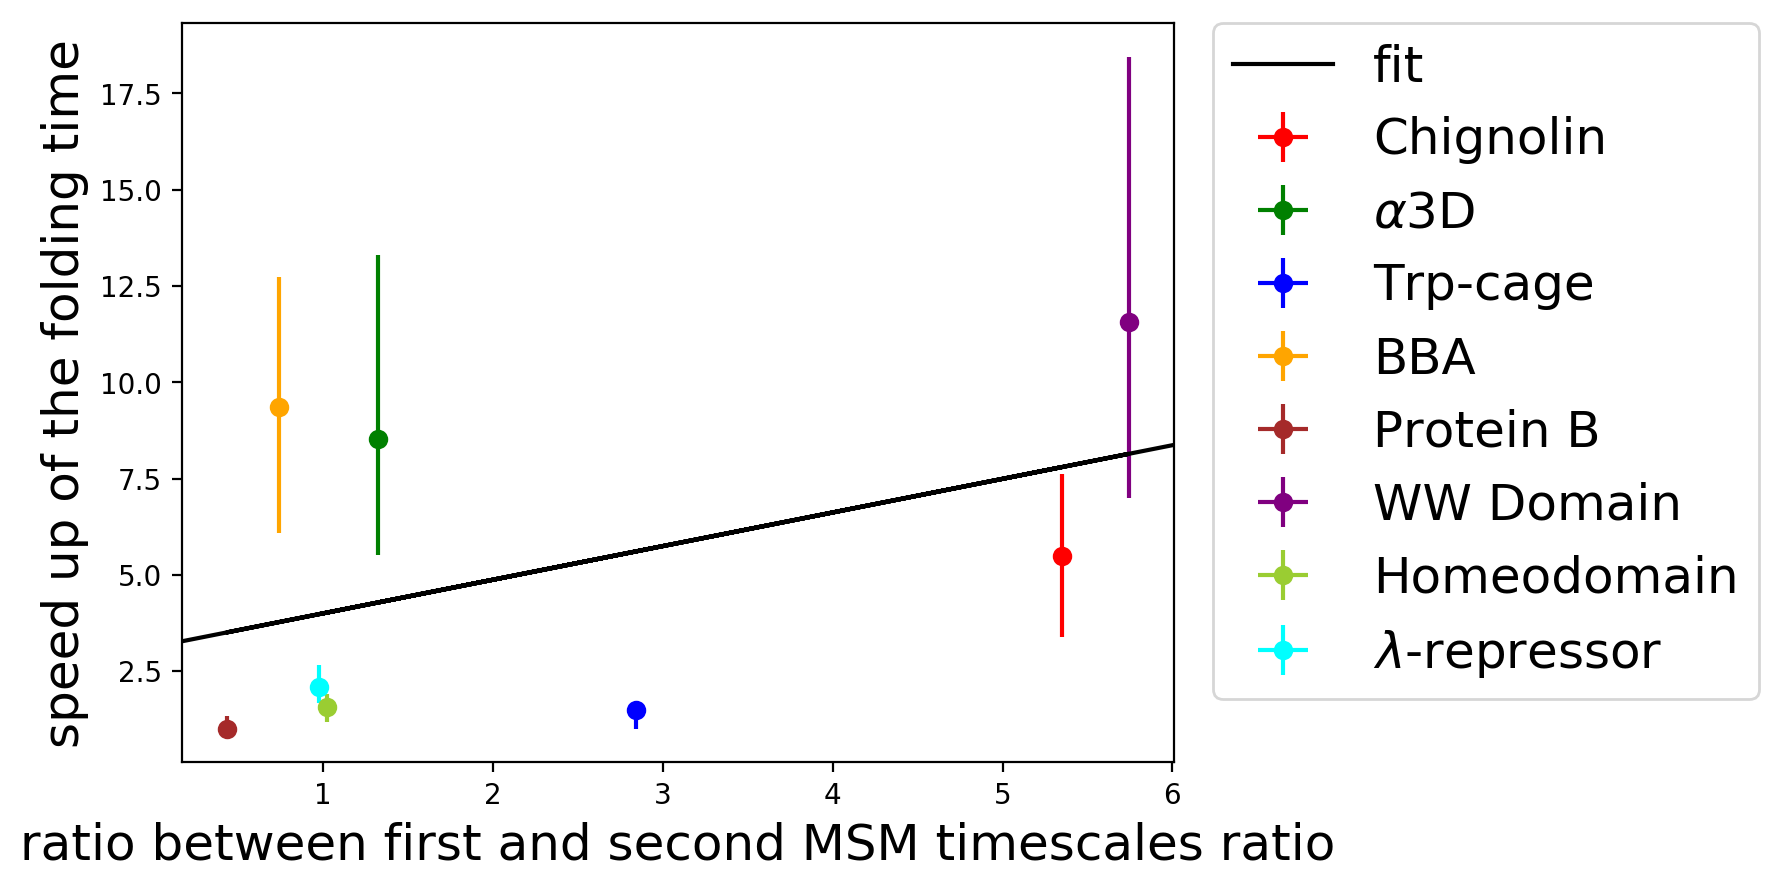 speed up of the folding time
17.5
15.0
12.5
10.0
7.5
5.0
2.5
1 2 3 4 5 6
ratio between first and second MSM timescales ratio
fit
Chignolin
α3D
Trp-cage
BBA
Protein B
WW Domain
Homeodomain
λ-repressor